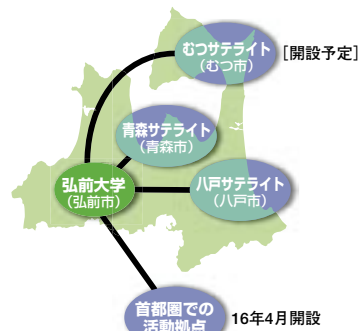 むつサテライト
(むつ市)
[開設予定]
青森サテライト
(青森市)
弘前大学
(弘前市)
八戸サテライト
(八戸市)
首都圏での
活動拠点
16年4月開設